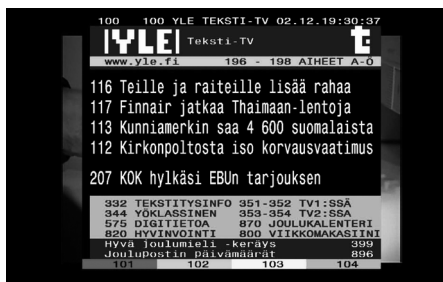 100 100 YLE TEKSTI-TV 02.12.19:30:37
YLE Teksti-TV t:
www.yle.fi 196 - 198 AIHEET A-Ö
116 Teille ja raiteille lisää rahaa
117 Finnair jatkaa Thaimaan-lentoja
113 Kunniamerkin saa 4 600 suomalaista
112 Kirkonpoltosta iso korvausvaatimus
207 KOK hylkäsi EBUn tarjouksen
332 TEKSTITYSINFO 351-352 TV1:SSÄ
344 YÖKLASSINEN 353-354 TV2:SSA
575 DIGITIETOA 870 JOULUKALENTERI
820 HYVINVOINTI 800 VIIKKOMAKASIINI
Hyvä joulumieli -keräys 399
Joulupostin päivämäärät 896
101 102 103 104